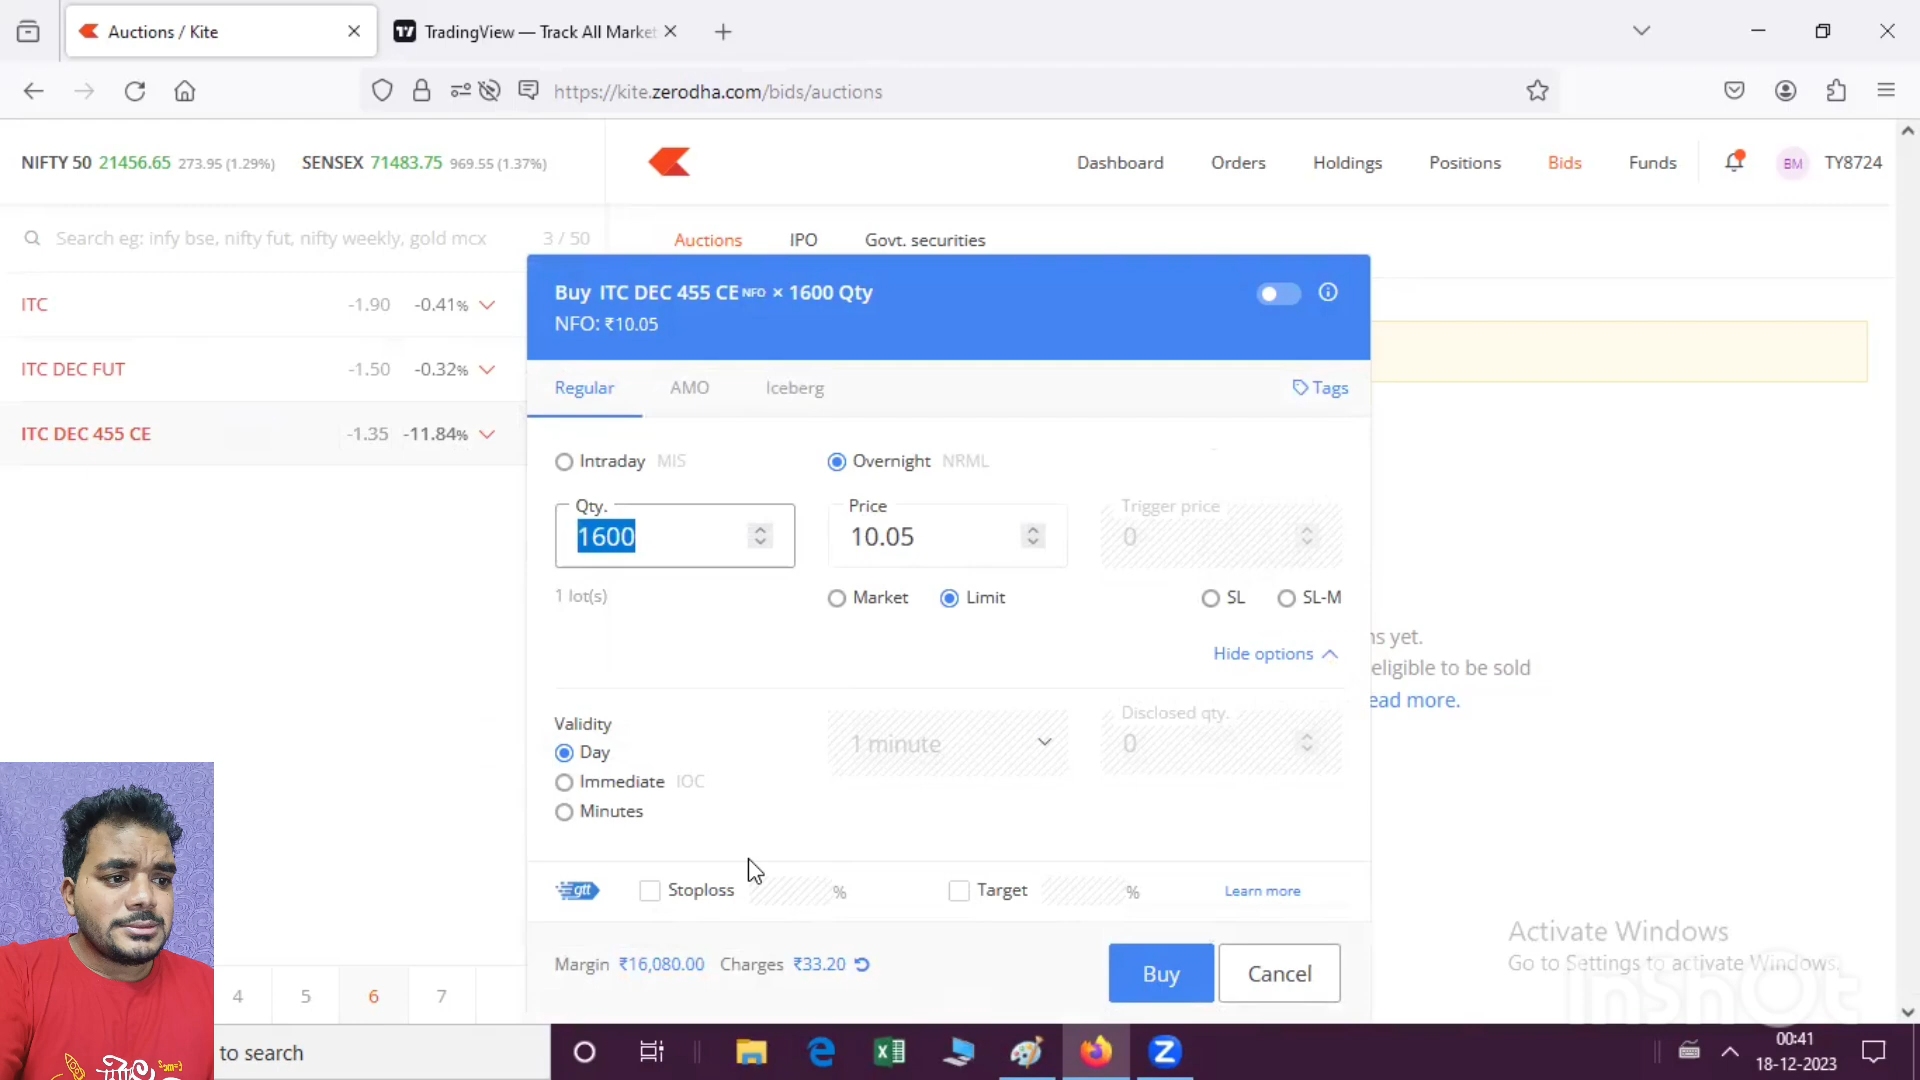 Auctions / Kite
TradingView — Track All Market
https://kite.zerodha.com/bids/auctions
NIFTY 50 21456.65 273.95 (1.29%) SENSEX 71483.75 969.55 (1.37%)
Dashboard Orders Holdings Positions Bids Funds BM TY8724
Search eg: infy bse, nifty fut, nifty weekly, gold mcx 3 / 50
Auctions IPO Govt. securities
ITC -1.90 -0.41%
ITC DEC FUT -1.50 -0.32%
ITC DEC 455 CE -1.35 -11.84%
Buy ITC DEC 455 CE NFO × 1600 Qty
NFO: ₹10.05
Regular AMO Iceberg Tags
Intraday MIS Overnight NRML
Qty. Price Trigger price
1600 10.05 0
1 lot(s) Market Limit SL SL-M
Hide options
ns yet.
eligible to be sold
ead more.
Validity Disclosed qty.
Day 1 minute 0
Immediate IOC
Minutes
gtt Stoploss % Target % Learn more
Margin ₹16,080.00 Charges ₹33.20 Buy Cancel
4 5 6 7
Activate Windows
Go to Settings to activate Windows.
InShOt
to search
00:41
18-12-2023